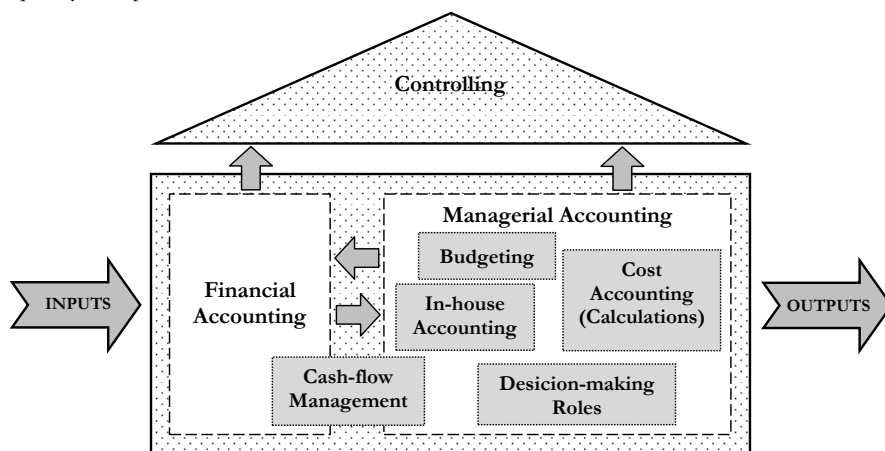 Controlling
Managerial Accounting
Budgeting
Cost
Accounting
(Calculations)
INPUTS
Financial
Accounting
In-house
Accounting
OUTPUTS
Cash-flow
Management
Desicion-making
Roles